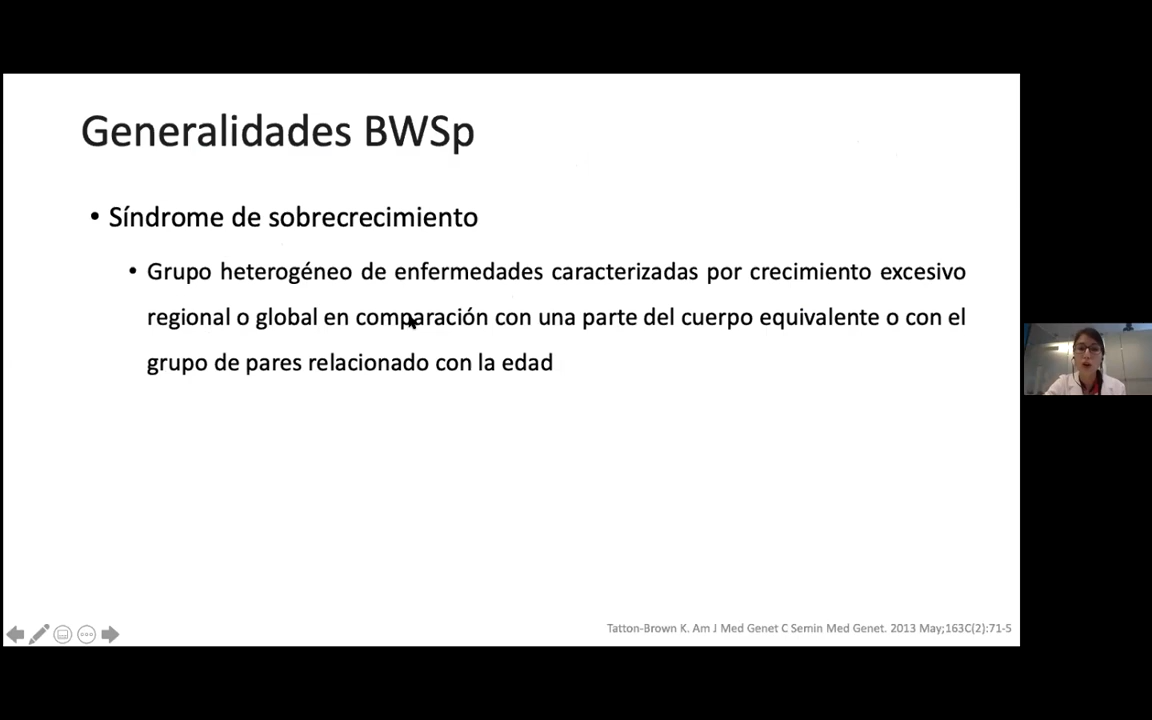 Generalidades BWSp
• Síndrome de sobrecrecimiento
• Grupo heterogéneo de enfermedades caracterizadas por crecimiento excesivo
regional o global en comparación con una parte del cuerpo equivalente o con el
grupo de pares relacionado con la edad
Tatton-Brown K. Am J Med Genet C Semin Med Genet. 2013 May;163C(2):71-5